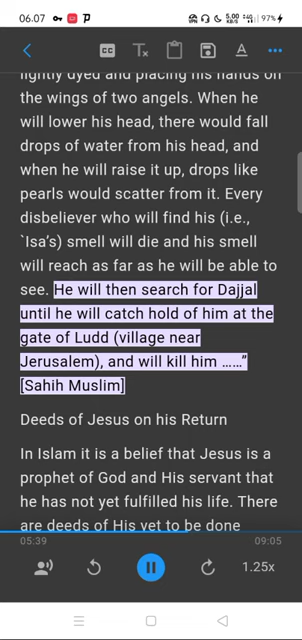 06.07
5.00
KB/S
97%
CC
lightly dyed and placing his hands on
the wings of two angels. When he
will lower his head, there would fall
drops of water from his head, and
when he will raise it up, drops like
pearls would scatter from it. Every
disbeliever who will find his (i.e.,
`Isa’s) smell will die and his smell
will reach as far as he will be able to
see. He will then search for Dajjal
until he will catch hold of him at the
gate of Ludd (village near
Jerusalem), and will kill him ……”
[Sahih Muslim]
Deeds of Jesus on his Return
In Islam it is a belief that Jesus is a
prophet of God and His servant that
he has not yet fulfilled his life. There
are deeds of His yet to be done
05:39
09:05
1.25x